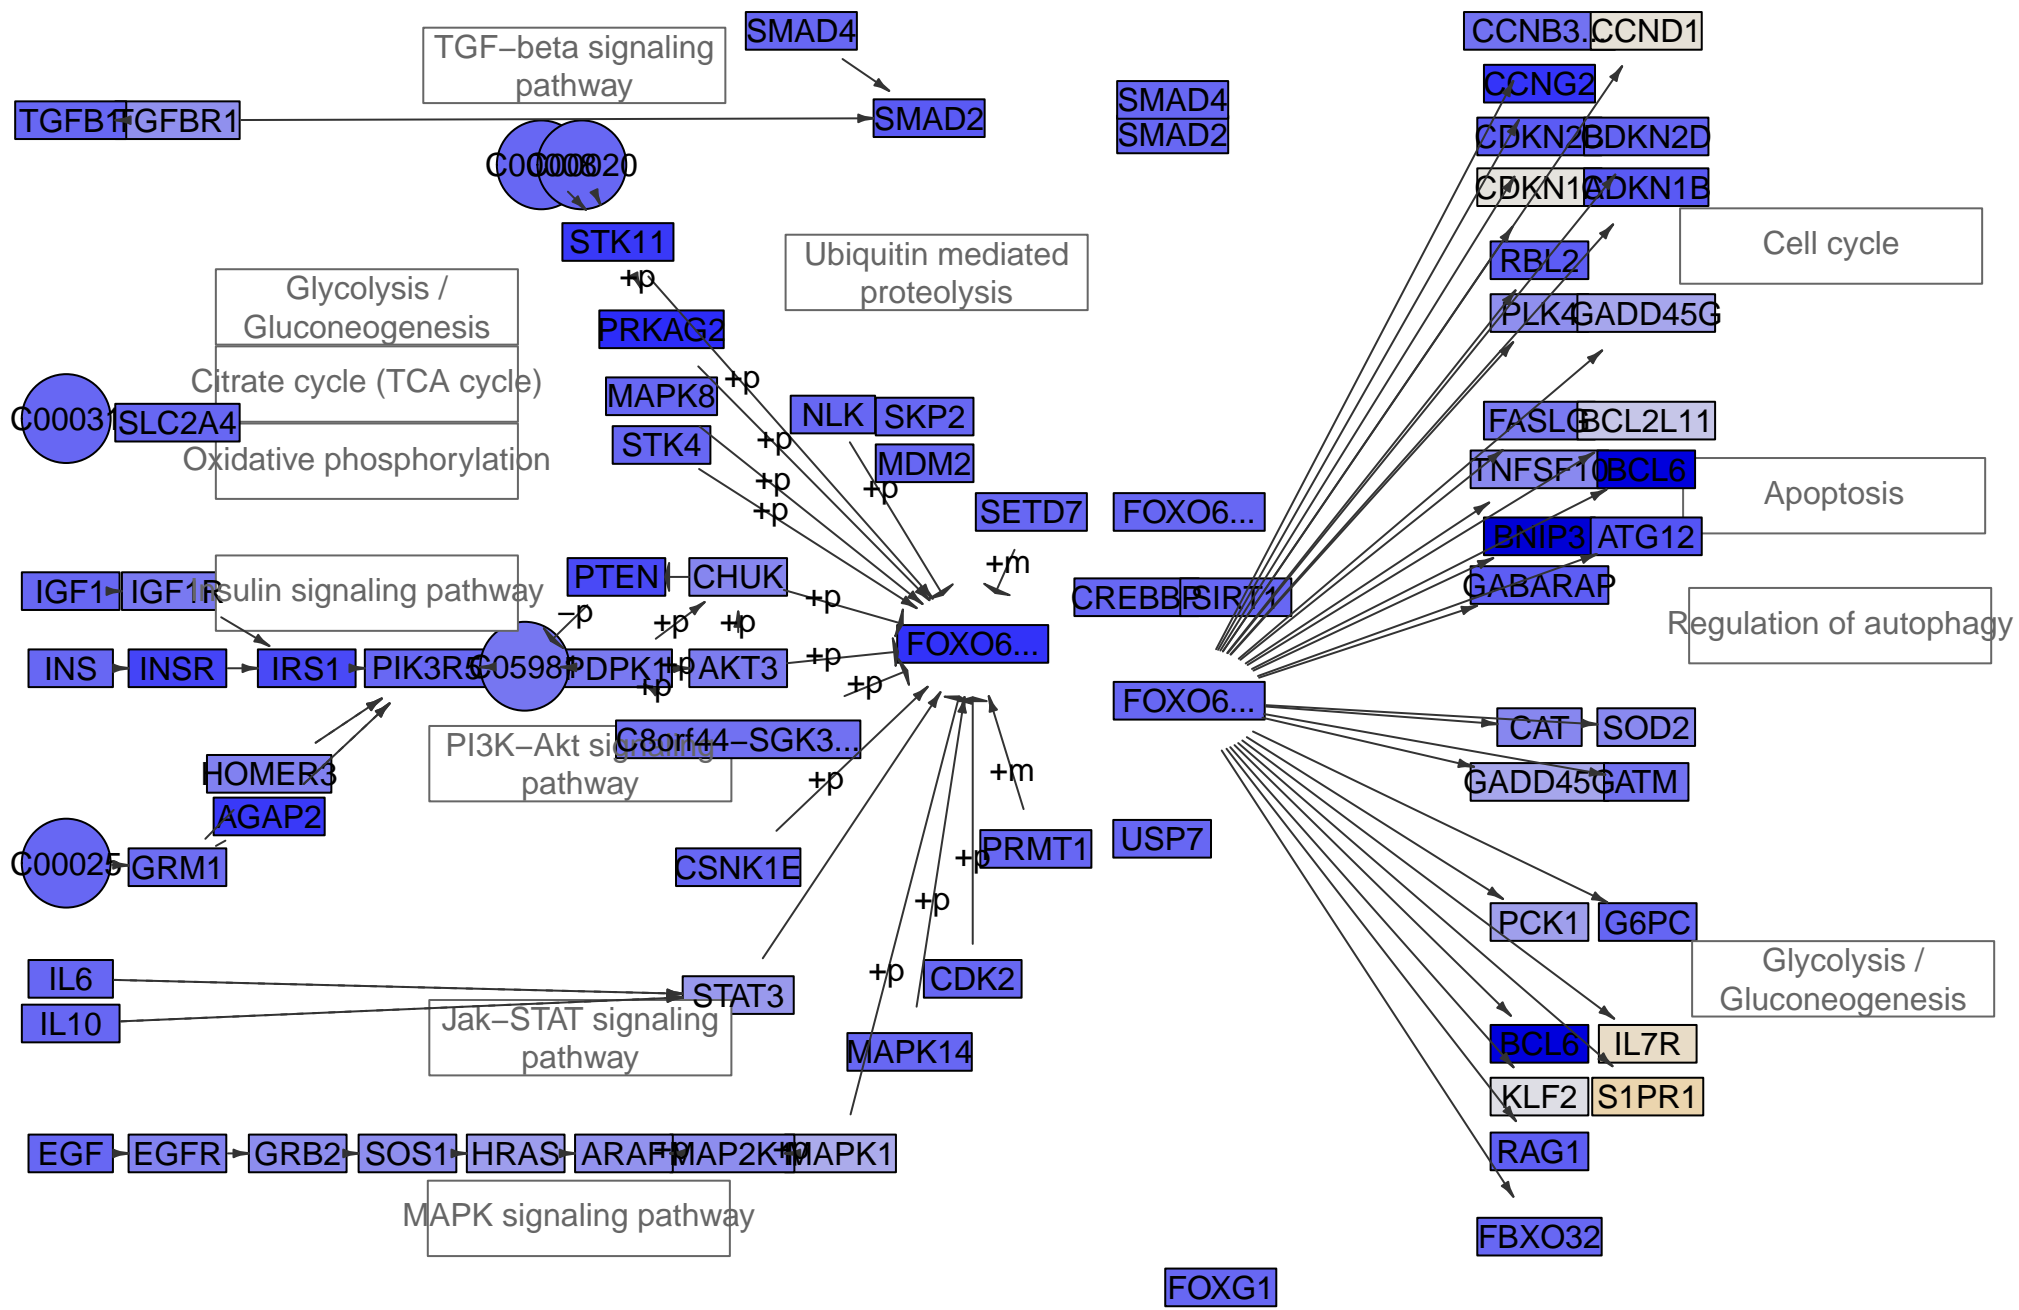 SMAD4
CCNB3...
CCND1
TGF−beta signaling
pathway
CCNG2
SMAD4
TGFB1
TGFBR1
SMAD2
SMAD2
CDKN2B
CDKN2D
C00020
CDKN1A
CDKN1B
STK11
Ubiquitin mediated
proteolysis
Cell cycle
RBL2
+p
Glycolysis /
Gluconeogenesis
PRKAG2
PLK4
GADD45G
Citrate cycle (TCA cycle)
+p
MAPK8
NLK
SKP2
C00031
SLC2A4
FASLG
BCL2L11
STK4
+p
Oxidative phosphorylation
MDM2
TNFSF10
BCL6
+p
+p
Apoptosis
+p
SETD7
FOXO6...
BNIP3
ATG12
+m
IGF1
IGF1R
Insulin signaling pathway
PTEN
CHUK
GABARAP
CREBBP
SIRT1
−p
+p
+p
+p
Regulation of autophagy
FOXO6...
INS
INSR
IRS1
PIK3R5
C05981
PDPK1
+p
AKT3
+p
+p
+p
FOXO6...
CAT
SOD2
C8orf44−SGK3...
PI3K−Akt signaling
pathway
HOMER3
+p
+m
GADD45G
ATM
AGAP2
USP7
PRMT1
C00025
GRM1
CSNK1E
+p
+p
PCK1
G6PC
IL6
+p
CDK2
Glycolysis /
Gluconeogenesis
STAT3
IL10
Jak−STAT signaling
pathway
MAPK14
BCL6
IL7R
KLF2
S1PR1
EGF
EGFR
GRB2
SOS1
HRAS
ARAF
+p
MAP2K1
+p
MAPK1
RAG1
MAPK signaling pathway
FBXO32
FOXG1